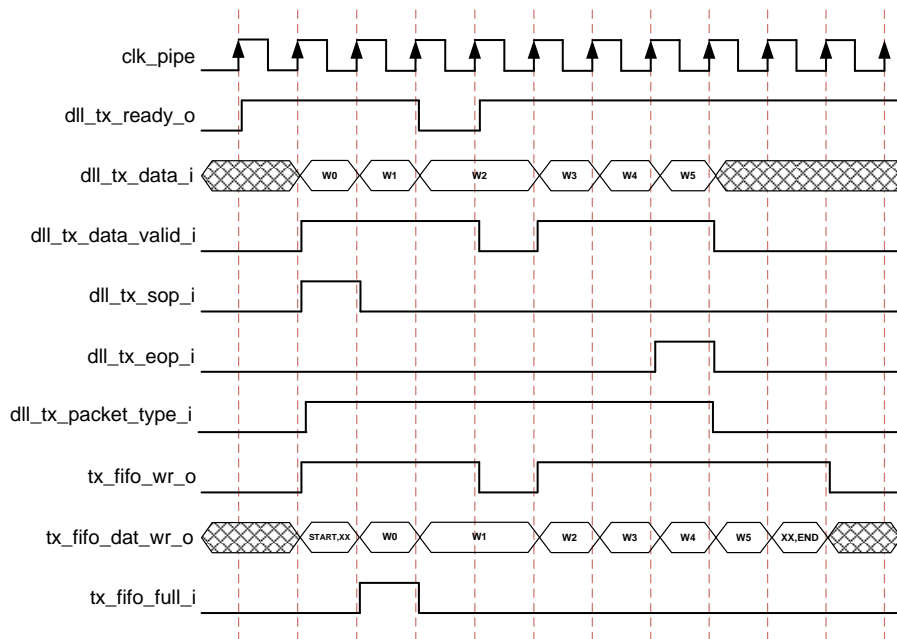 clk_pipe
dll_tx_ready_o
dll_tx_data_i W0 W1 W2 W3 W4 W5
dll_tx_data_valid_i
dll_tx_sop_i
dll_tx_eop_i
dll_tx_packet_type_i
tx_fifo_wr_o
tx_fifo_dat_wr_o START,XX W0 W1 W2 W3 W4 W5 XX,END
tx_fifo_full_i